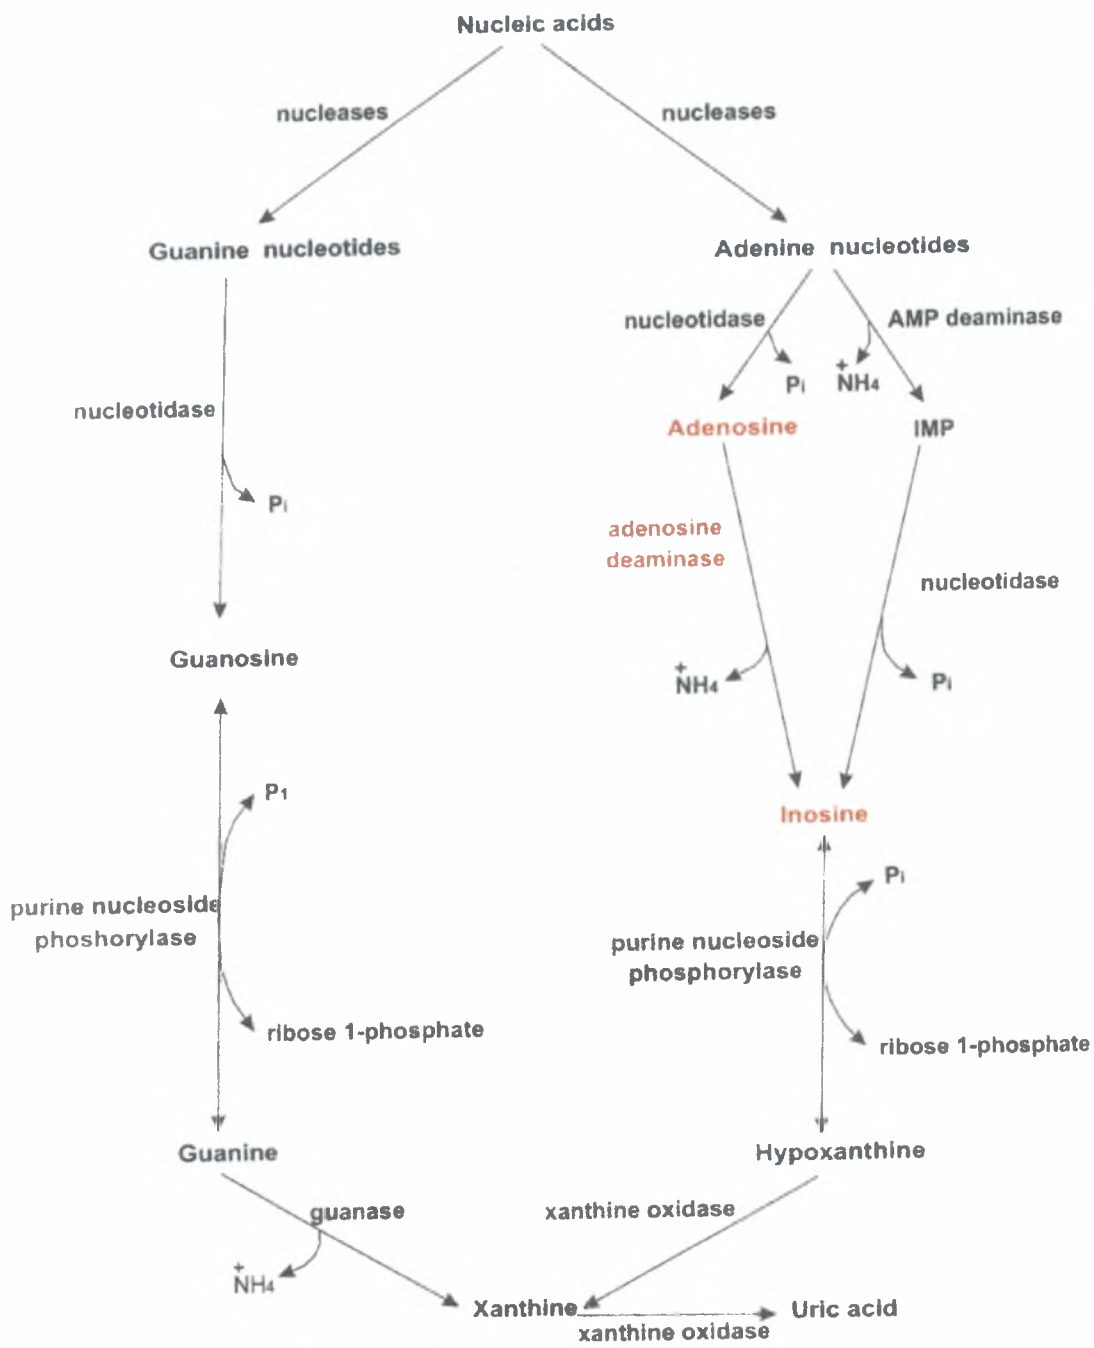 Nucleic acids
nucleases
nucleases
Guanine nucleotides
Adenine nucleotides
nucleotidase
AMP deaminase
Pi
+
NH4
Adenosine
IMP
nucleotidase
Pi
adenosine
deaminase
nucleotidase
Guanosine
+
NH4
Pi
P1
Inosine
Pi
purine nucleoside
phoshorylase
purine nucleoside
phosphorylase
ribose 1-phosphate
ribose 1-phosphate
Guanine
Hypoxanthine
guanase
xanthine oxidase
+
NH4
Xanthine
Uric acid
xanthine oxidase